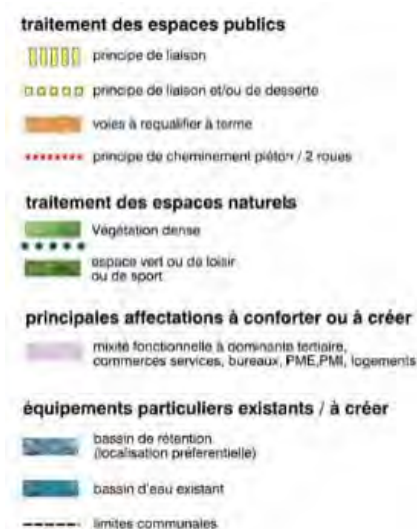 traitement des espaces publics
principe de liaison
principe de liaison et/ou de desserte
voies à requalifier à terme
principe de cheminement piéton / 2 roues
traitement des espaces naturels
Végétation dense
espace vert ou de loisir
ou de sport
principales affectations à conforter ou à créer
mixité fonctionnelle à dominante tertiaire,
commerces services, bureaux, PME,PMI, logements
équipements particuliers existants / à créer
bassin de rétention
(localisation préferentielle)
bassin d'eau existant
limites communales